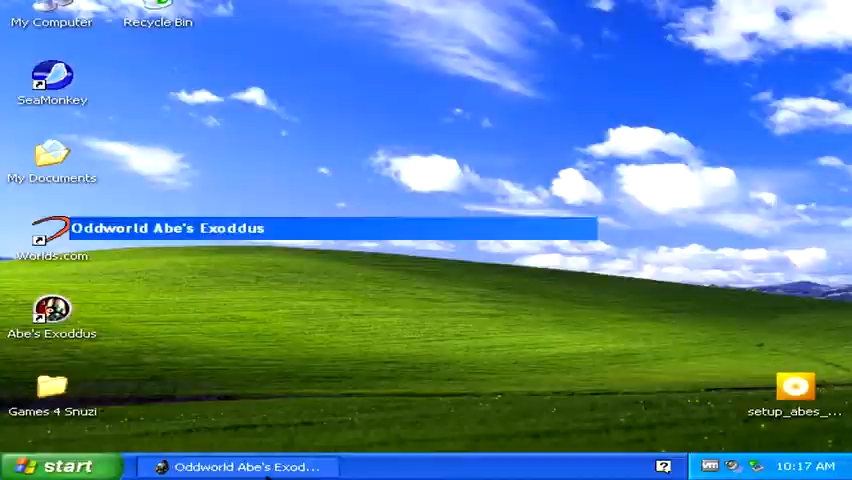 My Computer
Recycle Bin
SeaMonkey
My Documents
Oddworld Abe's Exoddus
Worlds.com
Abe's Exoddus
Games 4 Snuzi
setup_abes_...
start
Oddworld Abe's Exod...
?
vm
10:17 AM